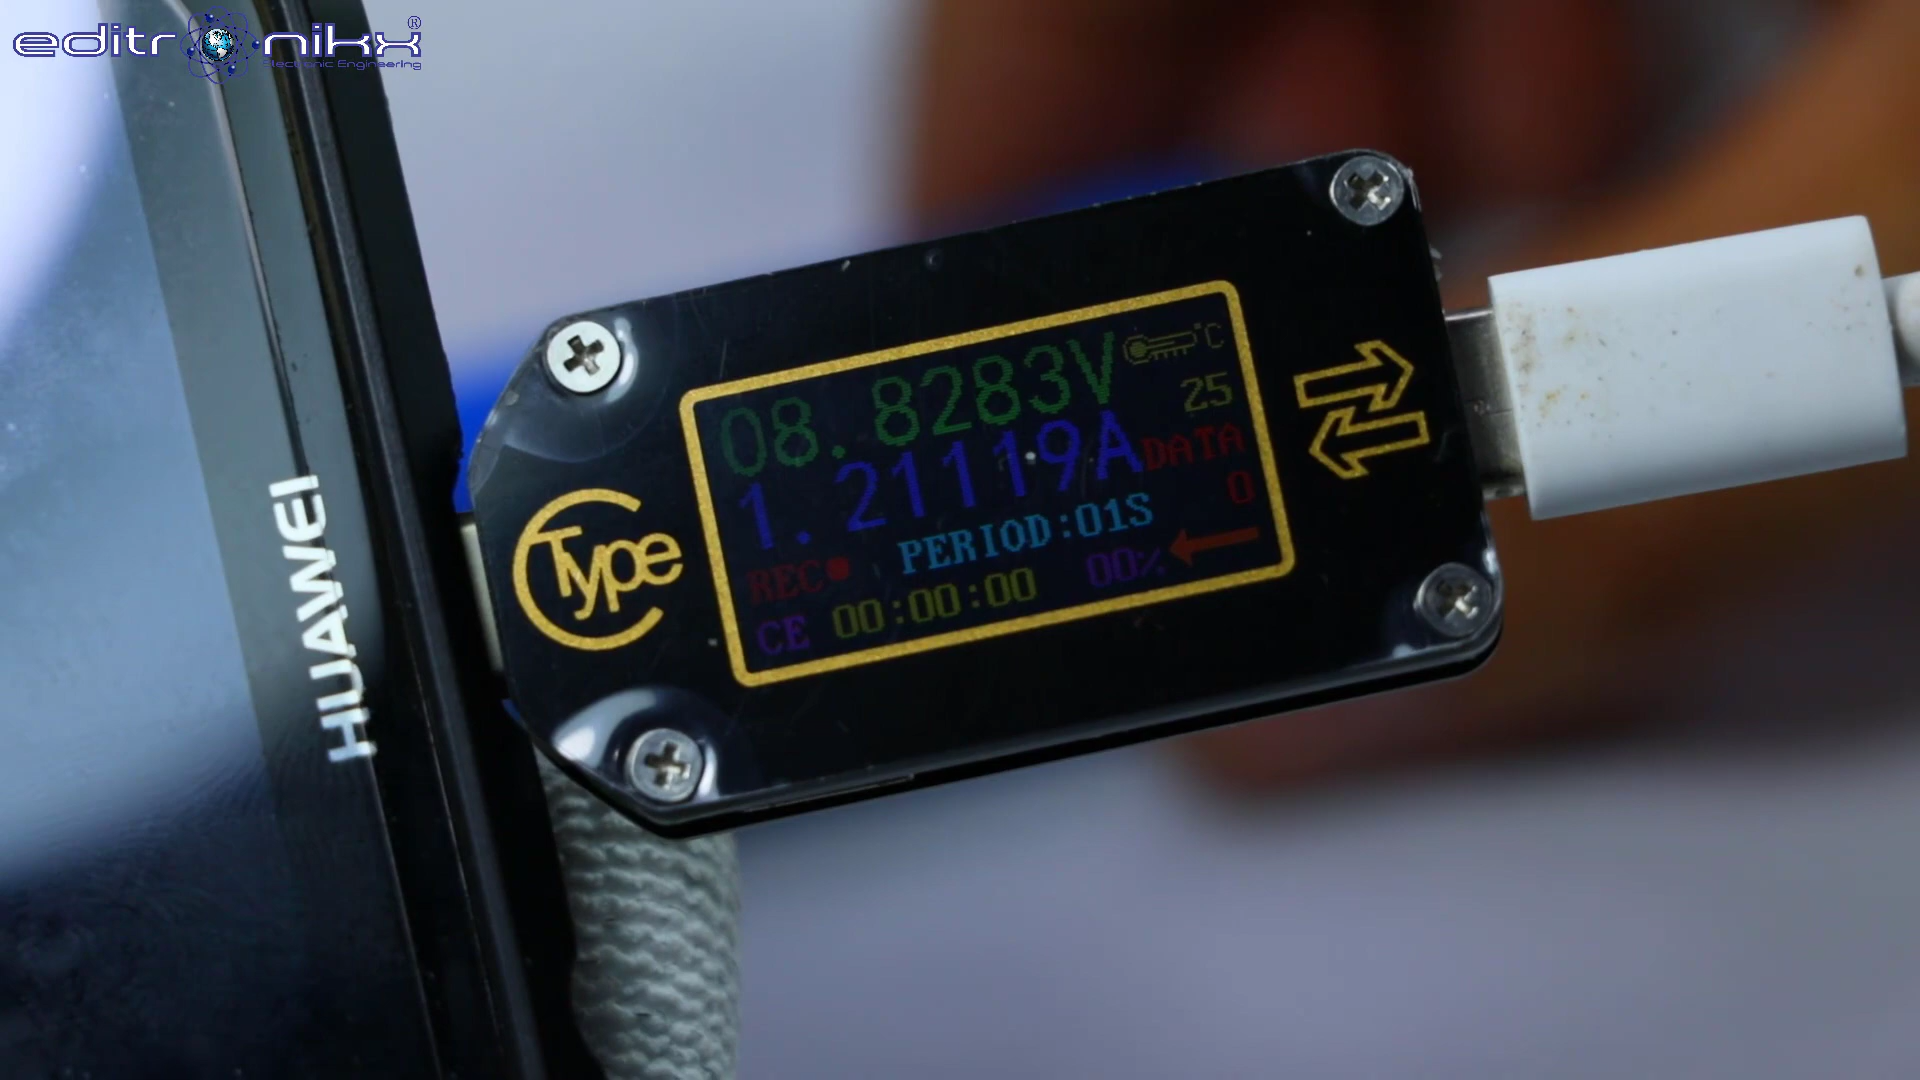 editronikx®
Electronic Engineering
HUAWEI
Type
08.8283V °C
25
1.21119A DATA
0
PERIOD:01S
REC
CE 00:00:00 00%